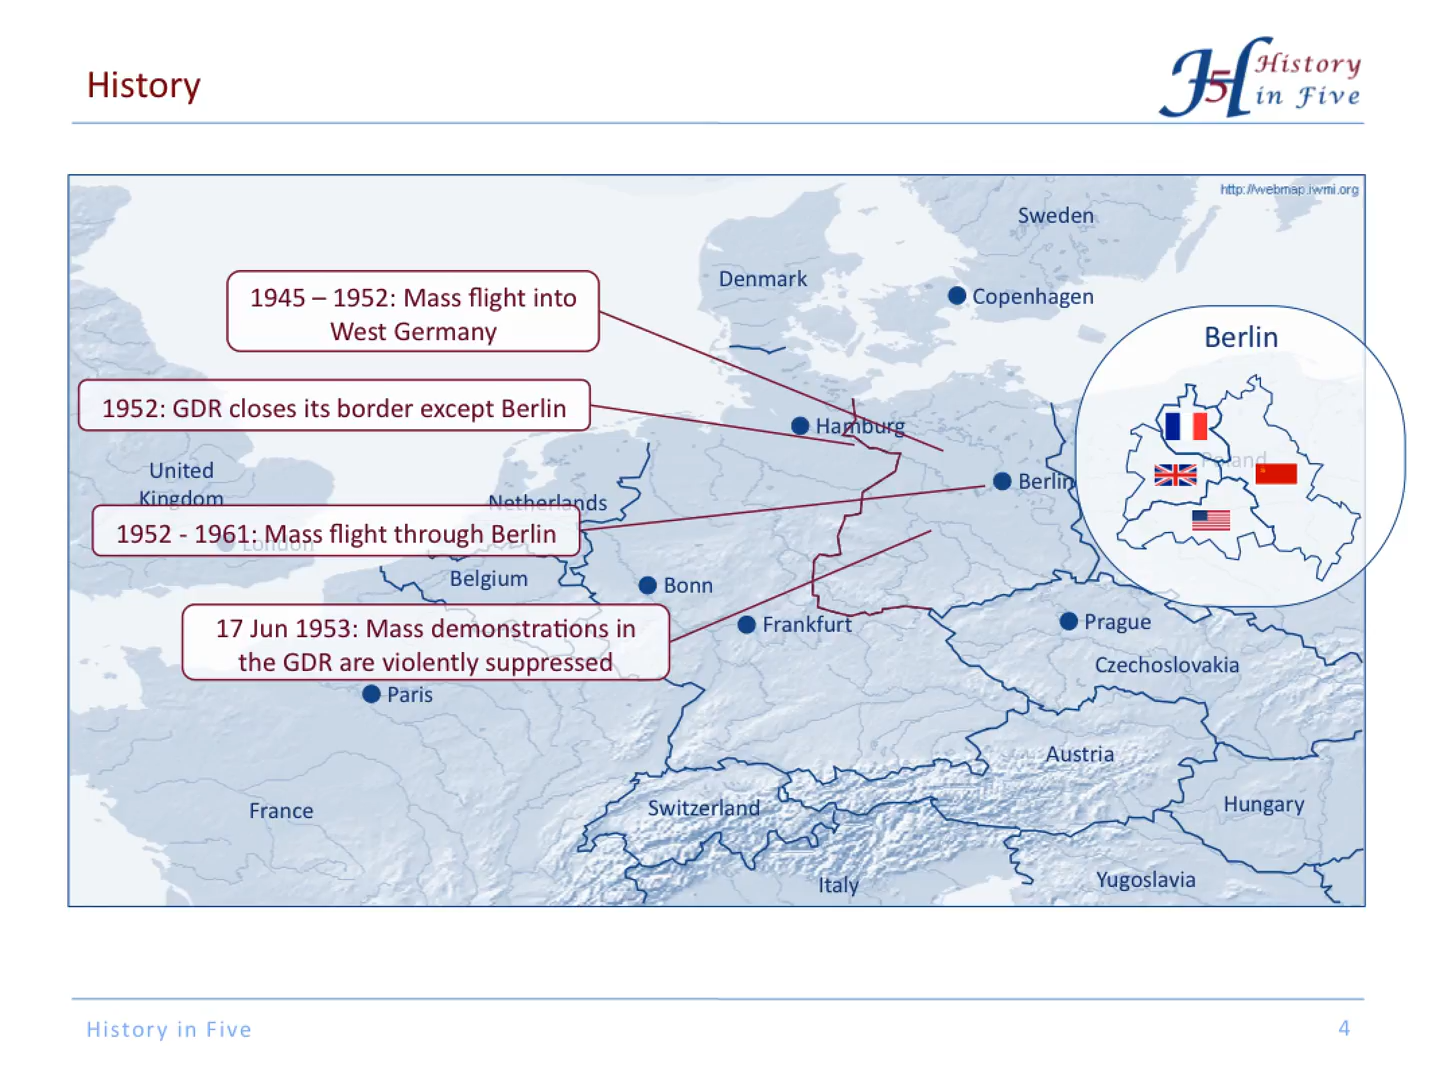 History
History
in Five
http://webmap.iwmi.org
Sweden
Denmark
Copenhagen
1945 – 1952: Mass flight into
West Germany
Berlin
1952: GDR closes its border except Berlin
Hamburg
Poland
United
Kingdom
Netherlands
Berlin
1952 - 1961: Mass flight through Berlin
London
Belgium
Bonn
17 Jun 1953: Mass demonstrations in
the GDR are violently suppressed
Frankfurt
Prague
Czechoslovakia
Paris
Austria
France
Switzerland
Hungary
Italy
Yugoslavia
History in Five
4